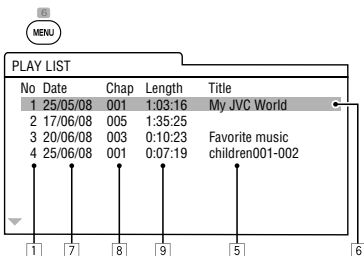 6
MENU
PLAY LIST
No Date Chap Length Title
1 25/05/08 001 1:03:16 My JVC World
2 17/06/08 005 1:35:25
3 20/06/08 003 0:10:23 Favorite music
4 25/06/08 001 0:07:19 children001-002
1 7 8 9 5 6